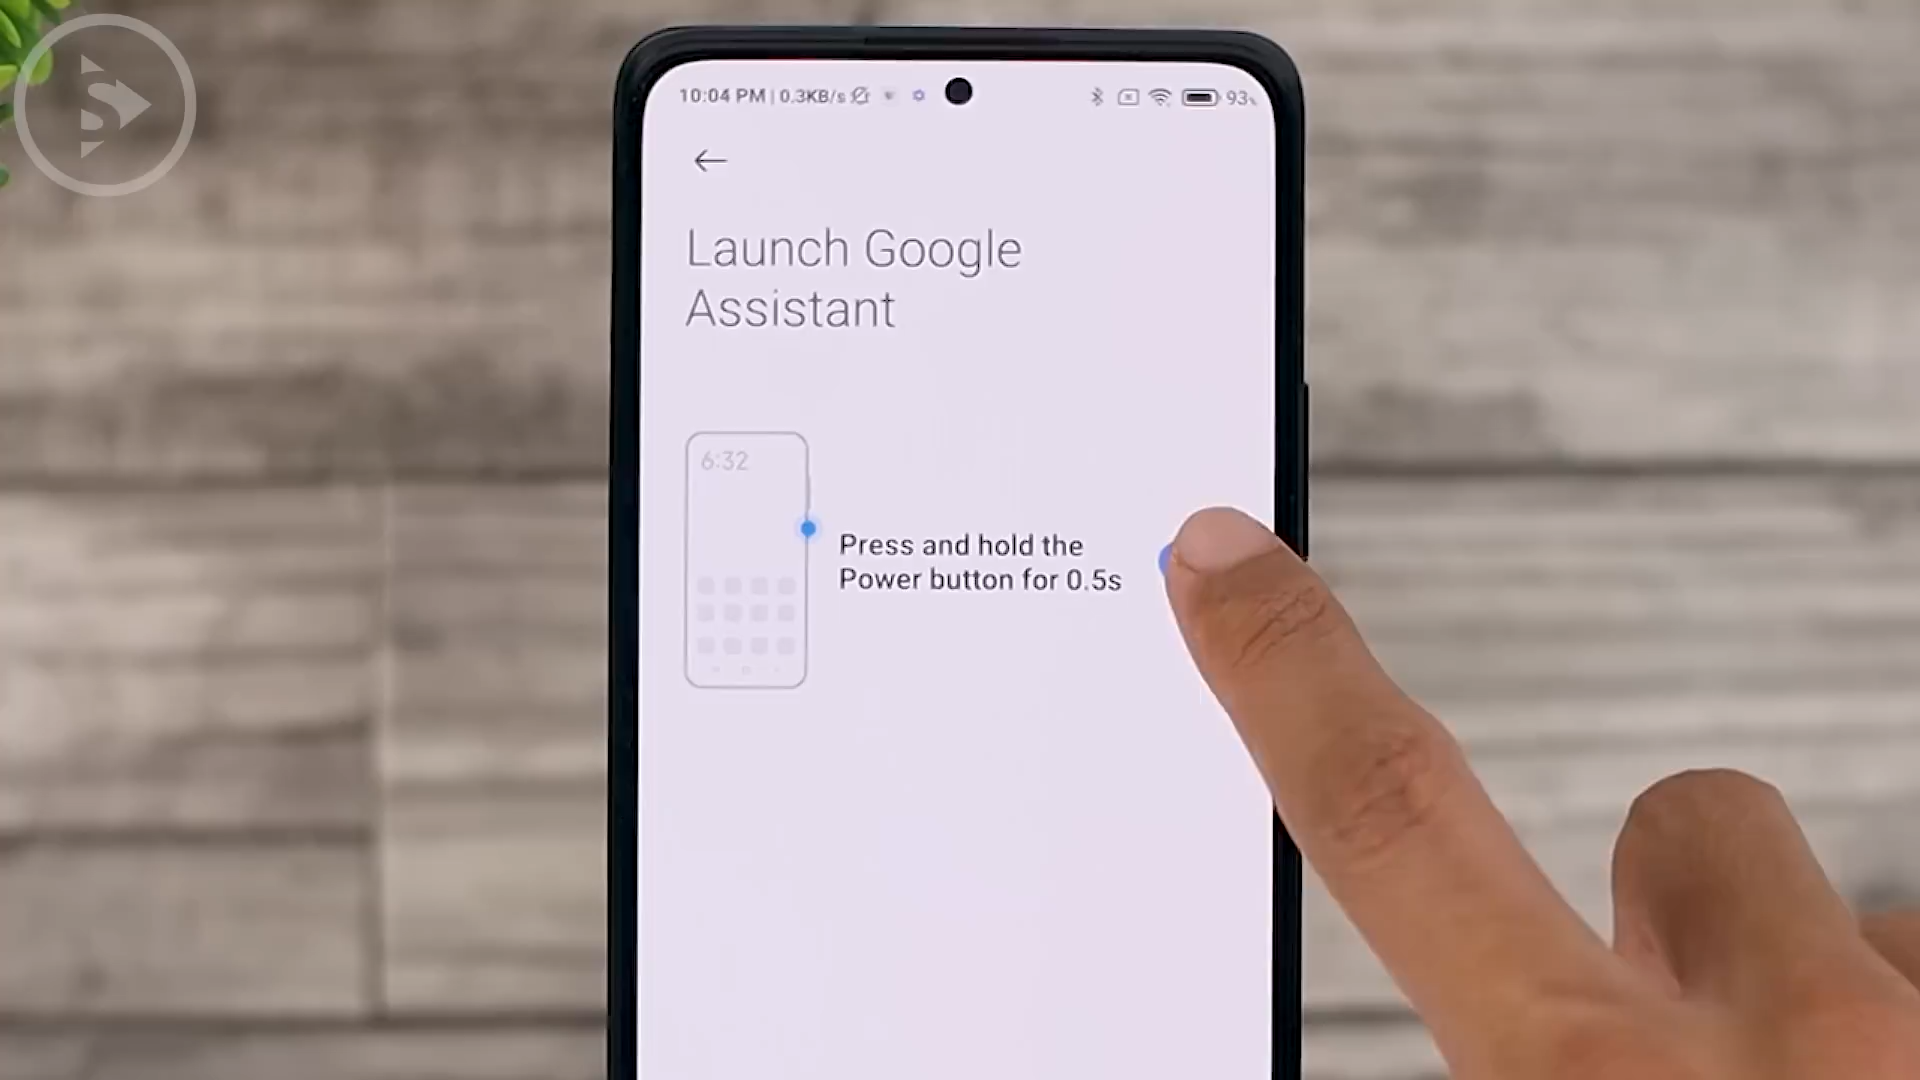 10:04 PM | 0.3KB/s
93%
Launch Google
Assistant
6:32
Press and hold the
Power button for 0.5s
S